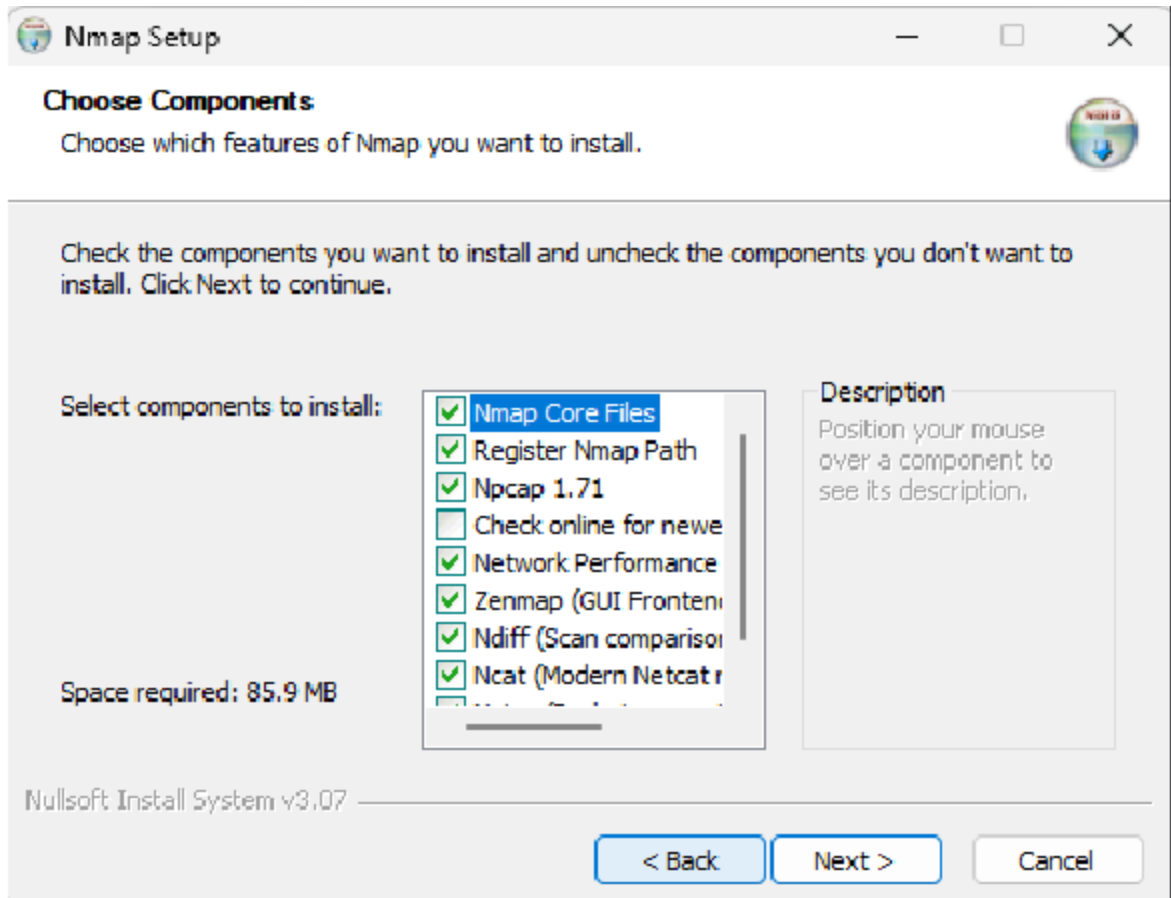 Nmap Setup
Choose Components
Choose which features of Nmap you want to install.
Check the components you want to install and uncheck the components you don't want to
install. Click Next to continue.
Select components to install:
Nmap Core Files
Register Nmap Path
Npcap 1.71
Check online for newe
Network Performance
Zenmap (GUI Fronten
Ndiff (Scan compariso
Ncat (Modern Netcat r
Description
Position your mouse
over a component to
see its description.
Space required: 85.9 MB
Nullsoft Install System v3.07
< Back
Next >
Cancel